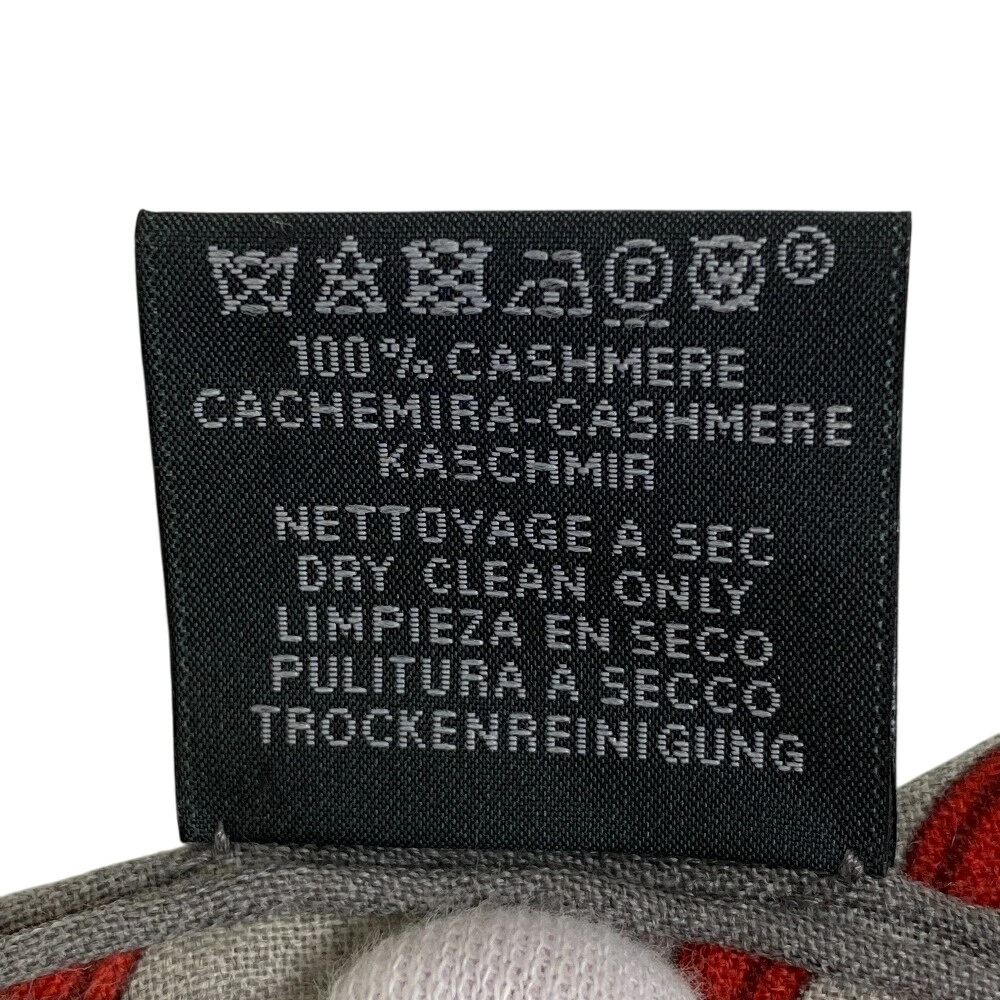 P W ®
100% CASHMERE
CACHEMIRA-CASHMERE
KASCHMIR
NETTOYAGE A SEC
DRY CLEAN ONLY
LIMPIEZA EN SECO
PULITURA A SECCO
TROCKENREINIGUNG